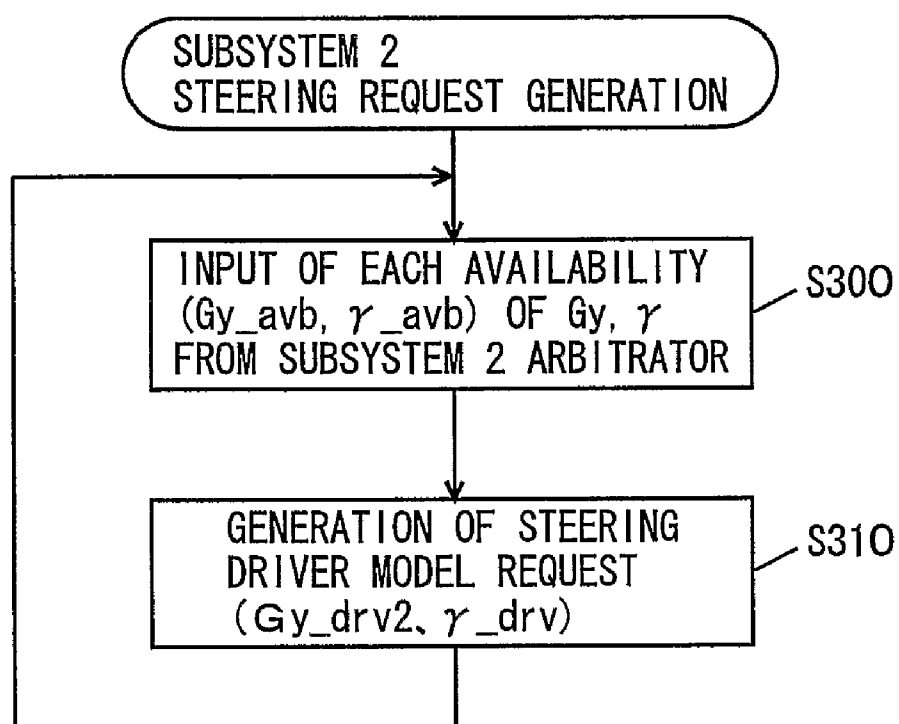 SUBSYSTEM 2
STEERING REQUEST GENERATION
INPUT OF EACH AVAILABILITY
(Gy_avb, γ_avb) OF Gy, γ
FROM SUBSYSTEM 2 ARBITRATOR
S300
GENERATION OF STEERING
DRIVER MODEL REQUEST
(Gy_drv2、γ_drv)
S310